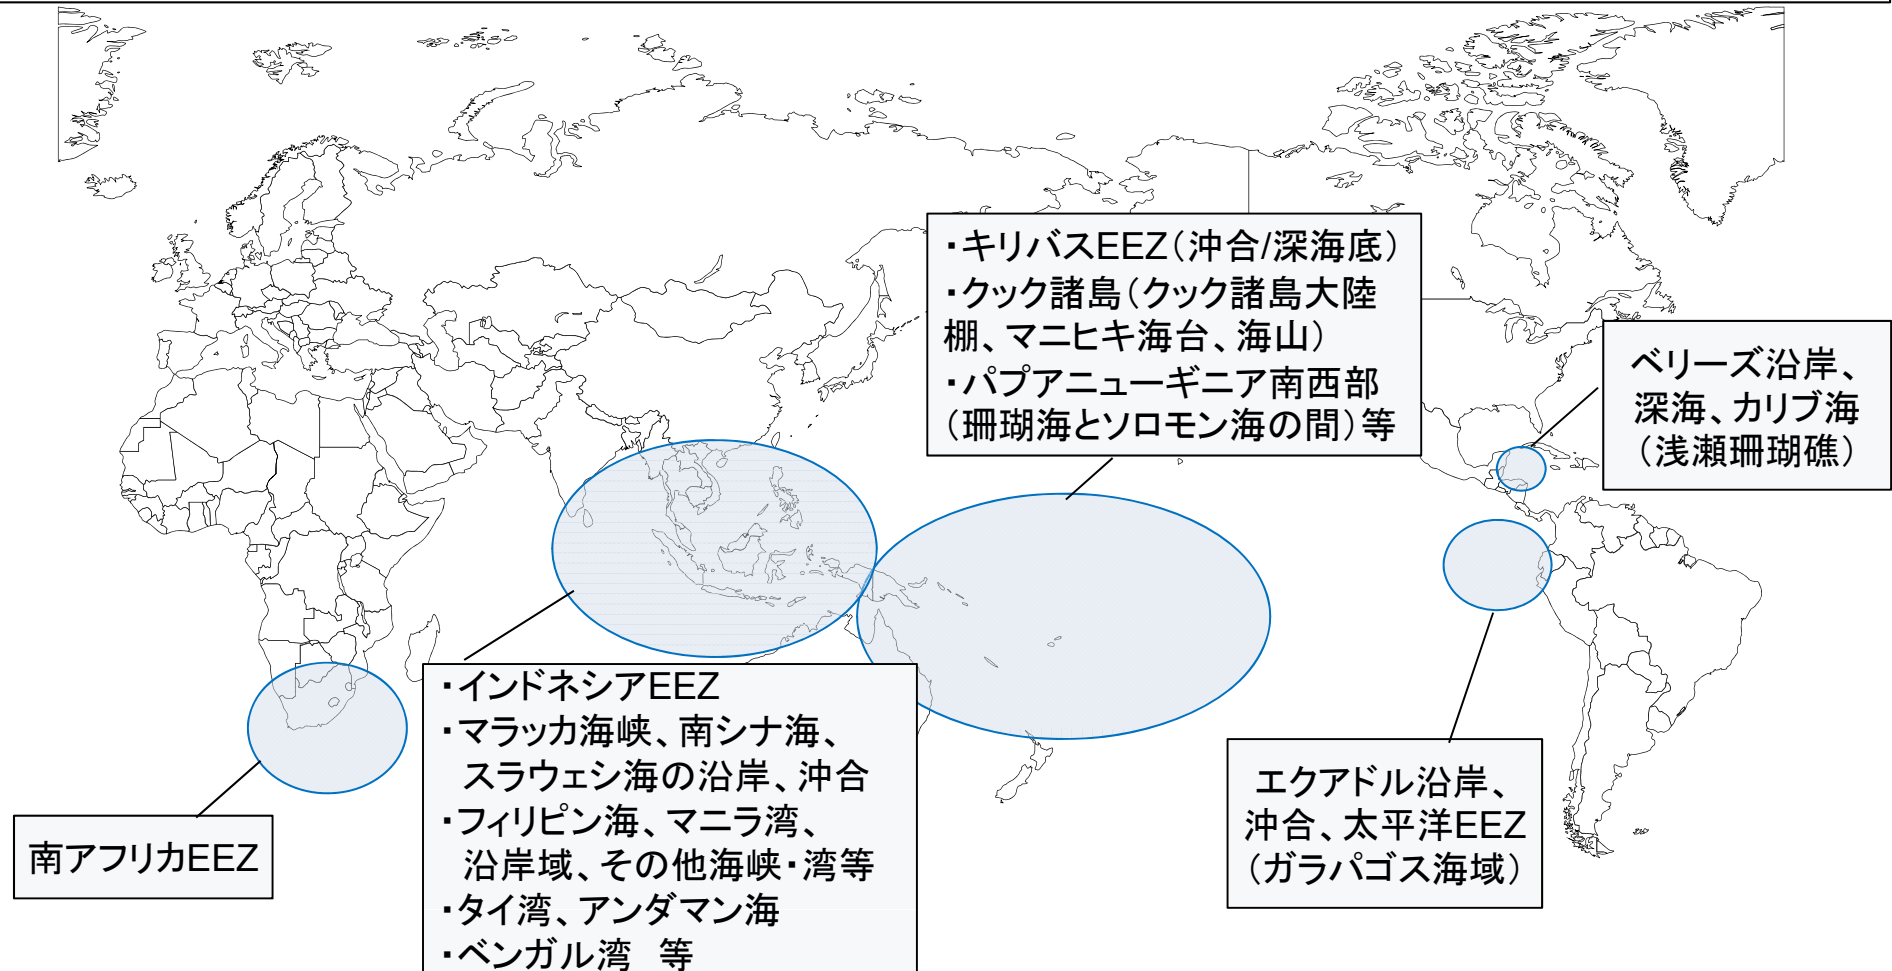 ・キリバスEEZ（沖合/深海底）
・クック諸島（クック諸島大陸
棚、マニヒキ海台、海山）
・パプアニューギニア南西部
（珊瑚海とソロモン海の間）等
ベリーズ沿岸、
深海、カリブ海
（浅瀬珊瑚礁）
・インドネシアEEZ
・マラッカ海峡、南シナ海、
スラウェシ海の沿岸、沖合
・フィリピン海、マニラ湾、
沿岸域、その他海峡・湾等
・タイ湾、アンダマン海
・ベンガル湾　等
エクアドル沿岸、
沖合、太平洋EEZ
（ガラパゴス海域）
南アフリカEEZ